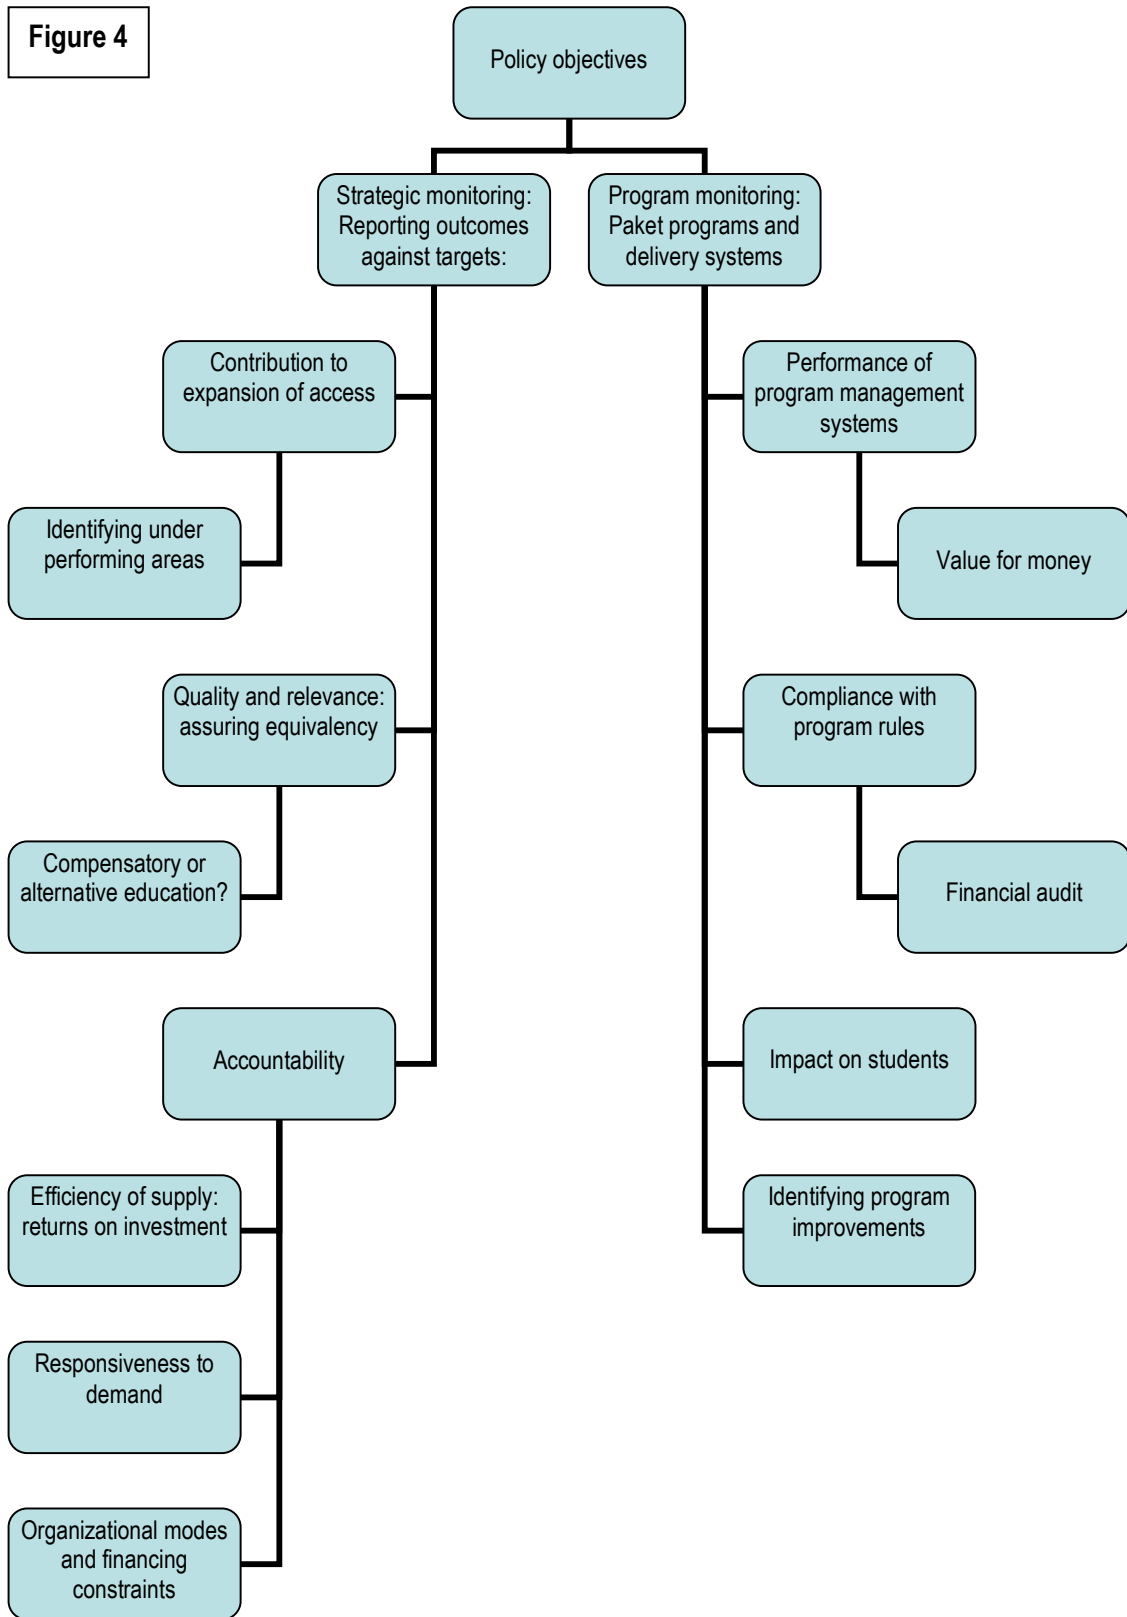 Figure 4
Policy objectives
Strategic monitoring:
Reporting outcomes
against targets:
Program monitoring:
Paket programs and
delivery systems
Contribution to
expansion of access
Performance of
program management
systems
Identifying under
performing areas
Value for money
Quality and relevance:
assuring equivalency
Compliance with
program rules
Compensatory or
alternative education?
Financial audit
Accountability
Impact on students
Efficiency of supply:
returns on investment
Identifying program
improvements
Responsiveness to
demand
Organizational modes
and financing
constraints